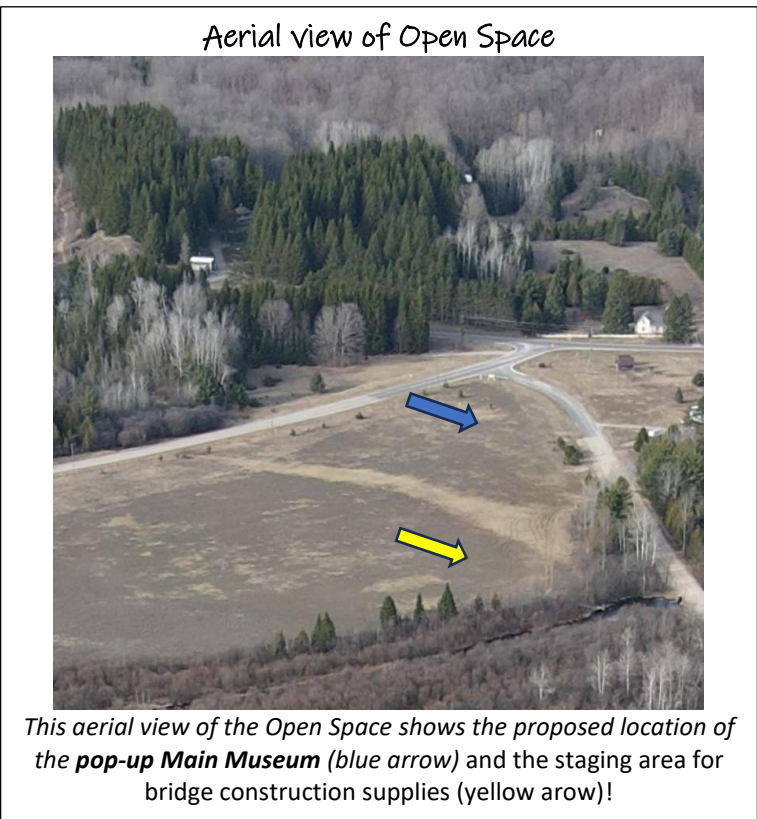 Aerial view of Open Space
This aerial view of the Open Space shows the proposed location of
the pop-up Main Museum (blue arrow) and the staging area for
bridge construction supplies (yellow arow)!